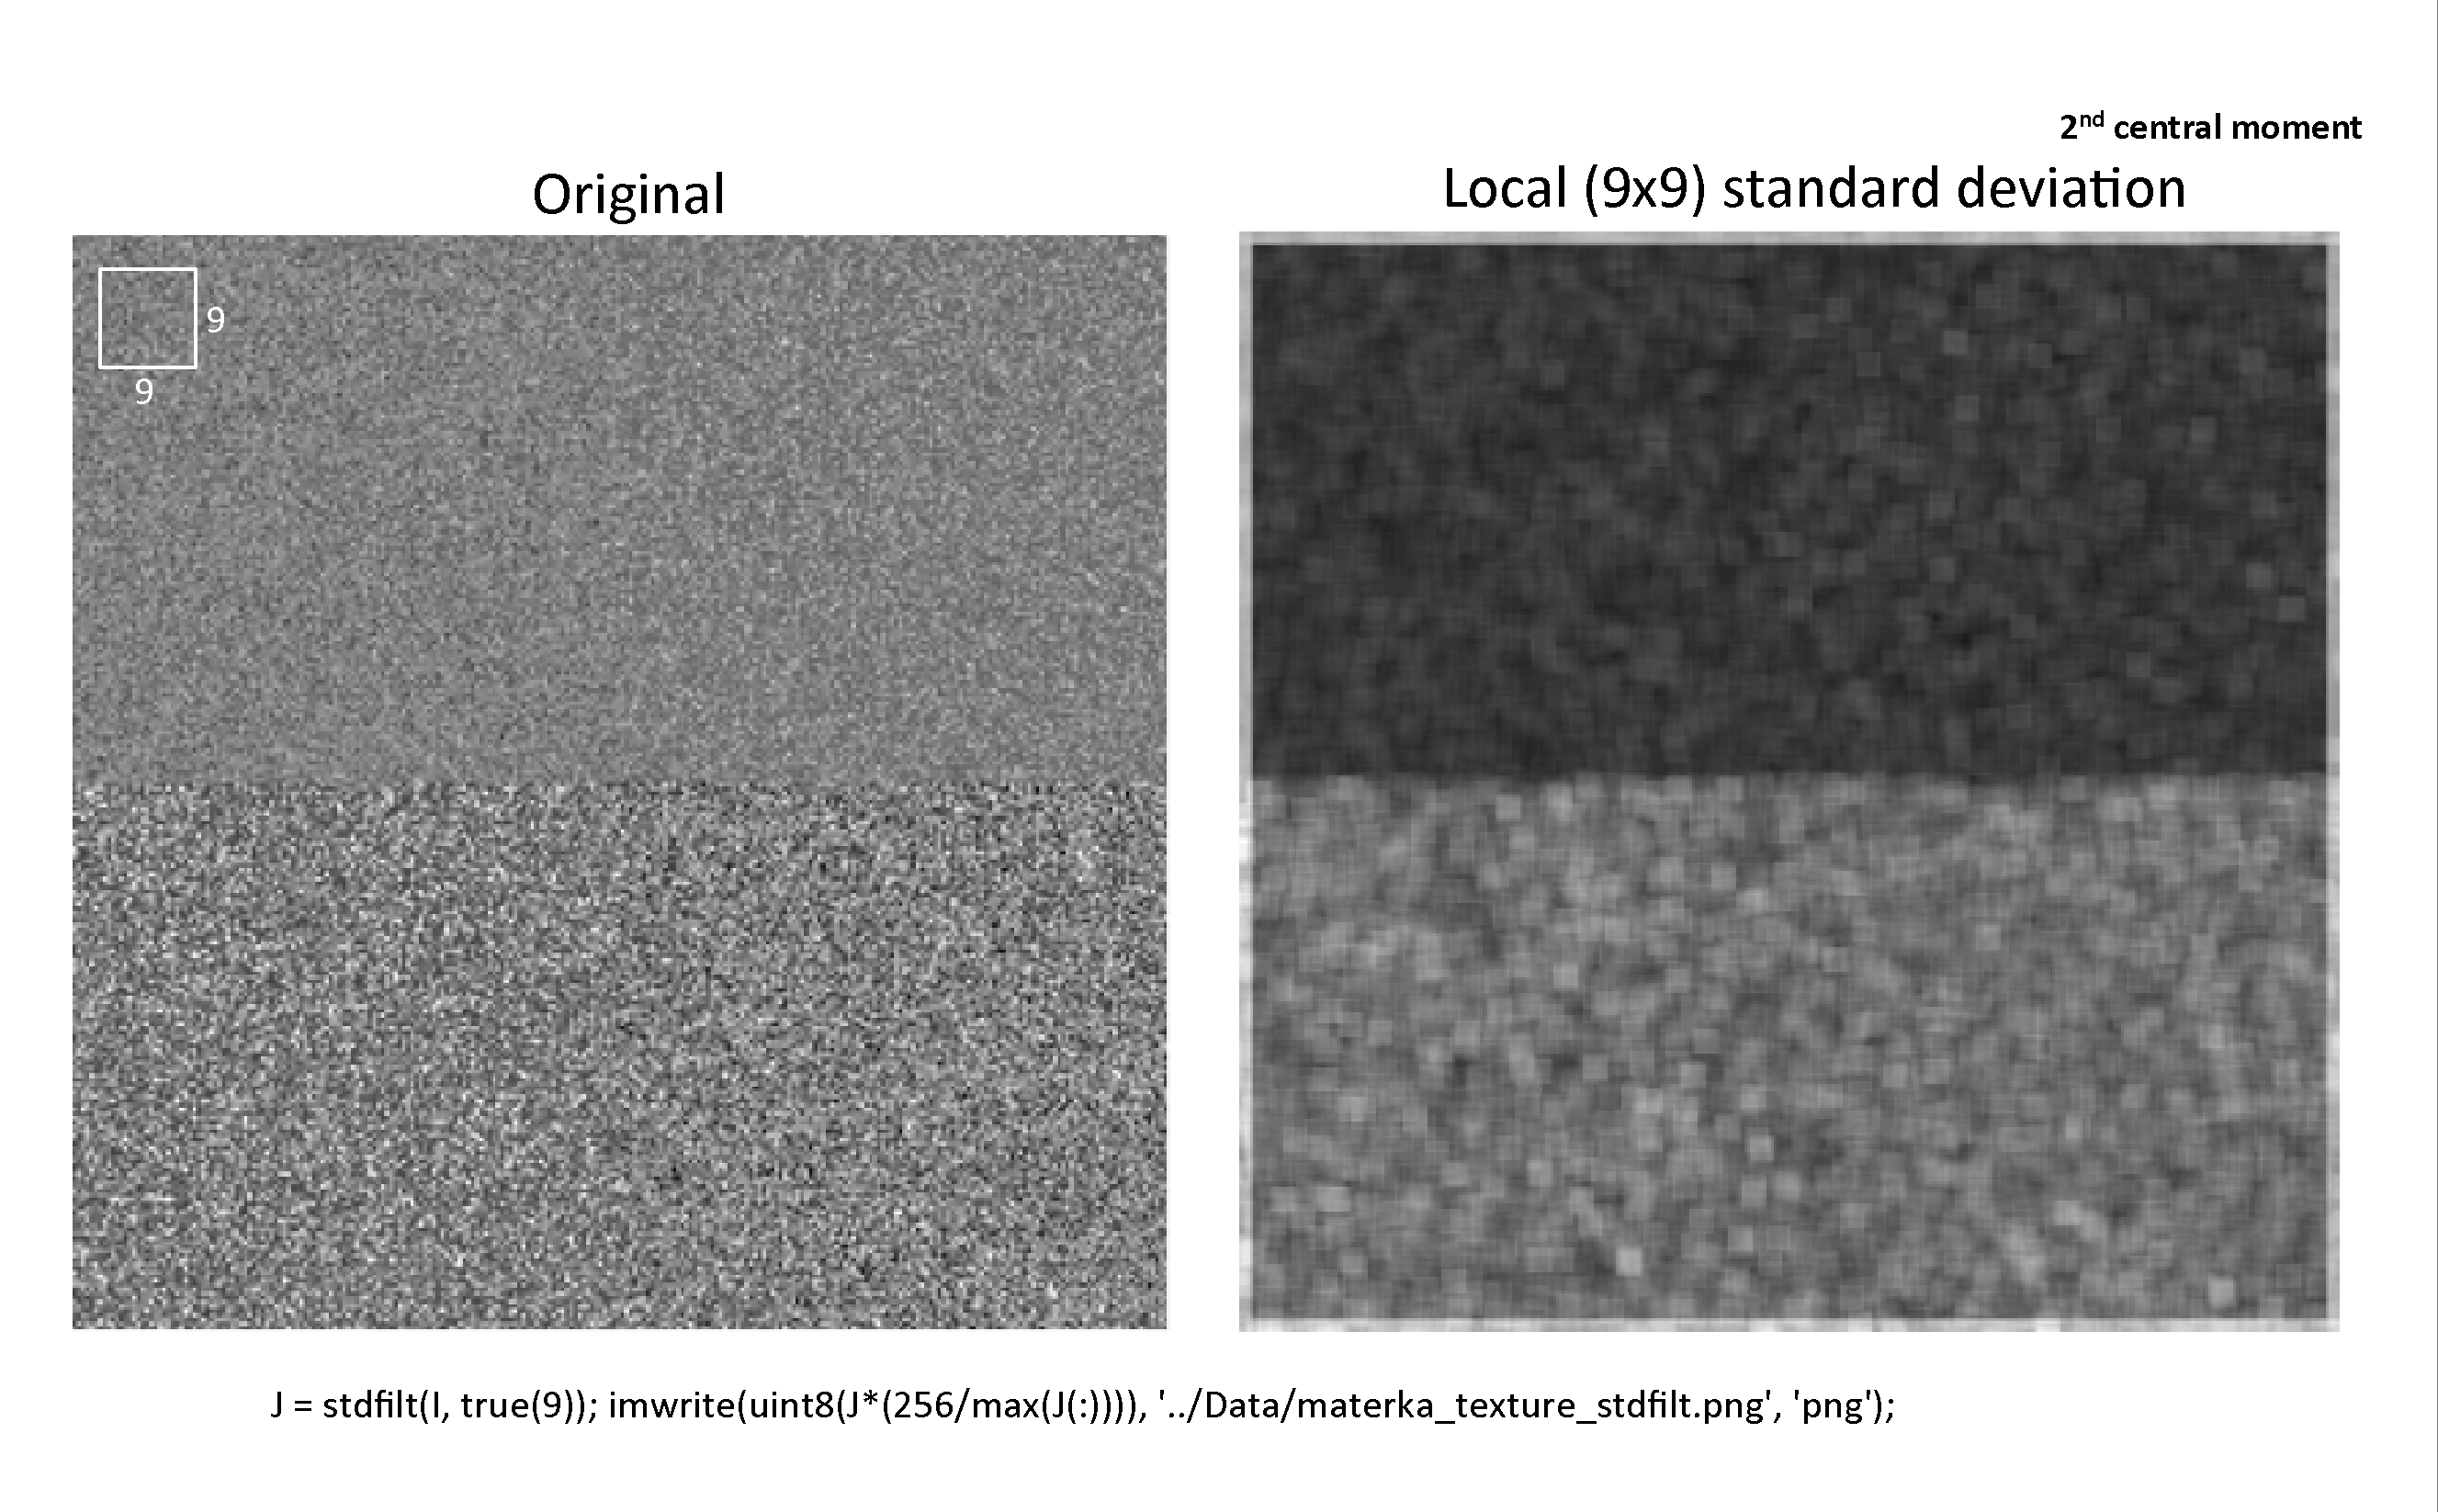 2nd central moment
Original
Local (9x9) standard deviation
9
9
J = stdfilt(I, true(9)); imwrite(uint8(J*(256/max(J(:)))), '../Data/materka_texture_stdfilt.png', 'png');